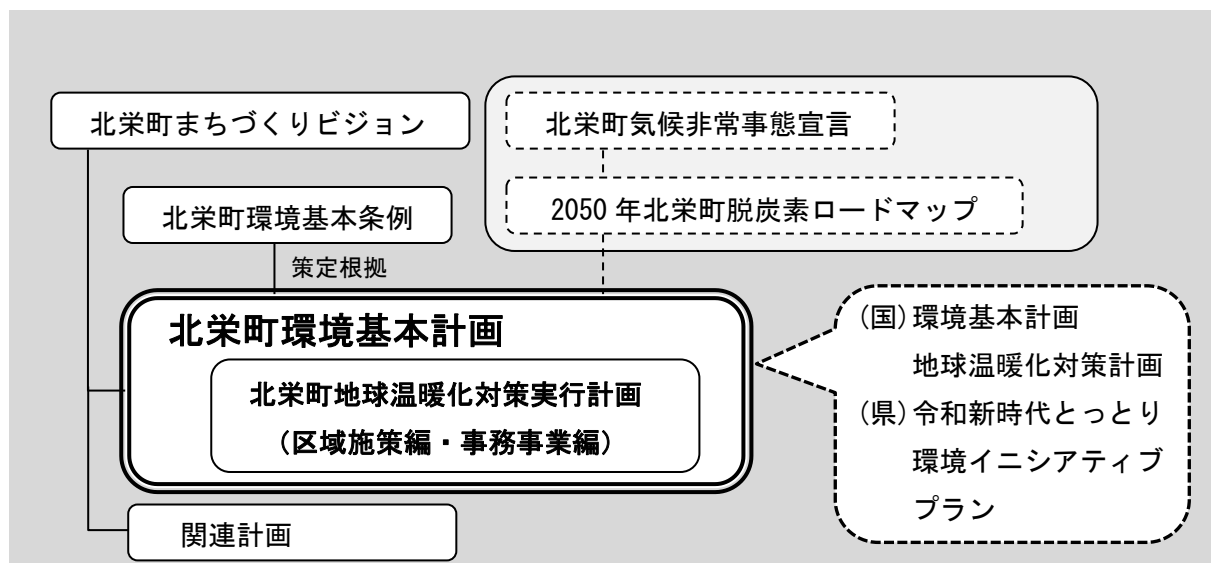 北栄町まちづくりビジョン
北栄町気候非常事態宣言
2050年北栄町脱炭素ロードマップ
北栄町環境基本条例
策定根拠
北栄町環境基本計画
北栄町地球温暖化対策実行計画
(区域施策編・事務事業編)
(国)環境基本計画
地球温暖化対策計画
(県)令和新時代とっとり
環境イニシアティブ
プラン
関連計画